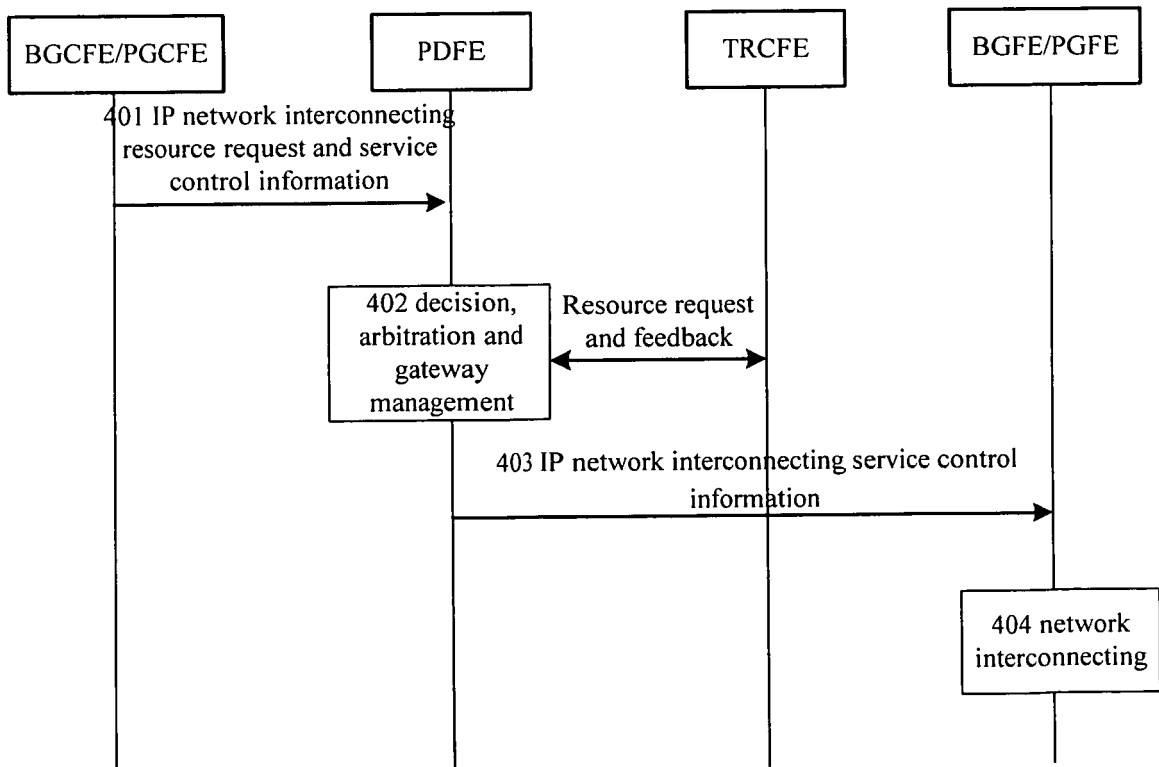 BGCFE/PGCFE
PDFE
TRCFE
BGFE/PGFE
401 IP network interconnecting
resource request and service
control information
402 decision,
arbitration and
gateway
management
Resource request
and feedback
403 IP network interconnecting service control
information
404 network
interconnecting